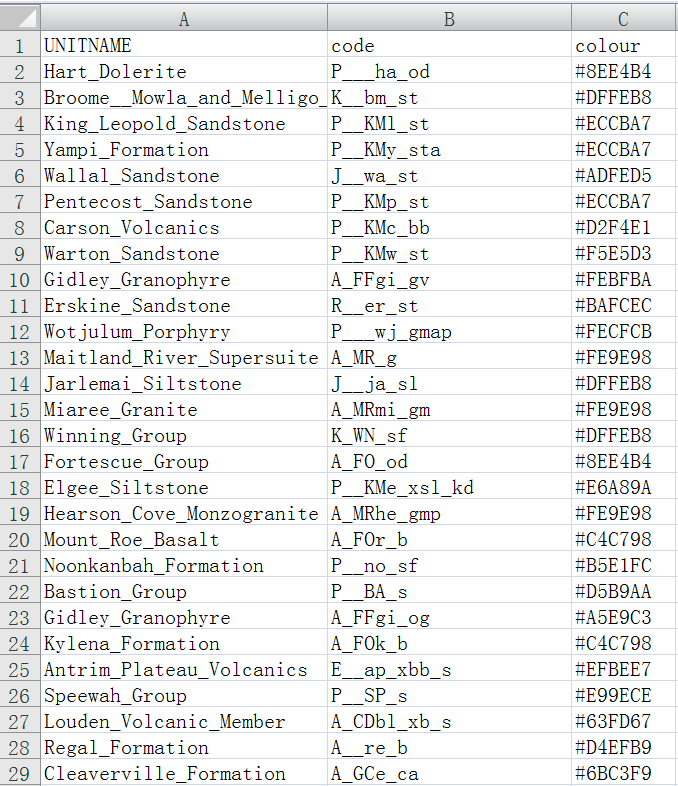 A B C
1 UNITNAME code colour
2 Hart_Dolerite P___ha_od #8EE4B4
3 Broome__Mowla_and_Melligo_ K__bm_st #DFFEB8
4 King_Leopold_Sandstone P__KMl_st #ECCBA7
5 Yampi_Formation P__KMy_sta #ECCBA7
6 Wallal_Sandstone J__wa_st #ADFED5
7 Pentecost_Sandstone P__KMp_st #ECCBA7
8 Carson_Volcanics P__KMc_bb #D2F4E1
9 Warton_Sandstone P__KMw_st #F5E5D3
10 Gidley_Granophyre A_FFgi_gv #FEBFBA
11 Erskine_Sandstone R__er_st #BAFCEC
12 Wotjulum_Porphyry P___wj_gmap #FECFCB
13 Maitland_River_Supersuite A_MR_g #FE9E98
14 Jarlemai_Siltstone J__ja_sl #DFFEB8
15 Miaree_Granite A_MRmi_gm #FE9E98
16 Winning_Group K_WN_sf #DFFEB8
17 Fortescue_Group A_FO_od #8EE4B4
18 Elgee_Siltstone P__KMe_xsl_kd #E6A89A
19 Hearson_Cove_Monzogranite A_MRhe_gmp #FE9E98
20 Mount_Roe_Basalt A_FOr_b #C4C798
21 Noonkanbah_Formation P__no_sf #B5E1FC
22 Bastion_Group P__BA_s #D5B9AA
23 Gidley_Granophyre A_FFgi_og #A5E9C3
24 Kylena_Formation A_FOk_b #C4C798
25 Antrim_Plateau_Volcanics E__ap_xbb_s #EFBEE7
26 Speewah_Group P__SP_s #E99ECE
27 Louden_Volcanic_Member A_CDbl_xb_s #63FD67
28 Regal_Formation A__re_b #D4EFB9
29 Cleaverville_Formation A_GCe_ca #6BC3F9